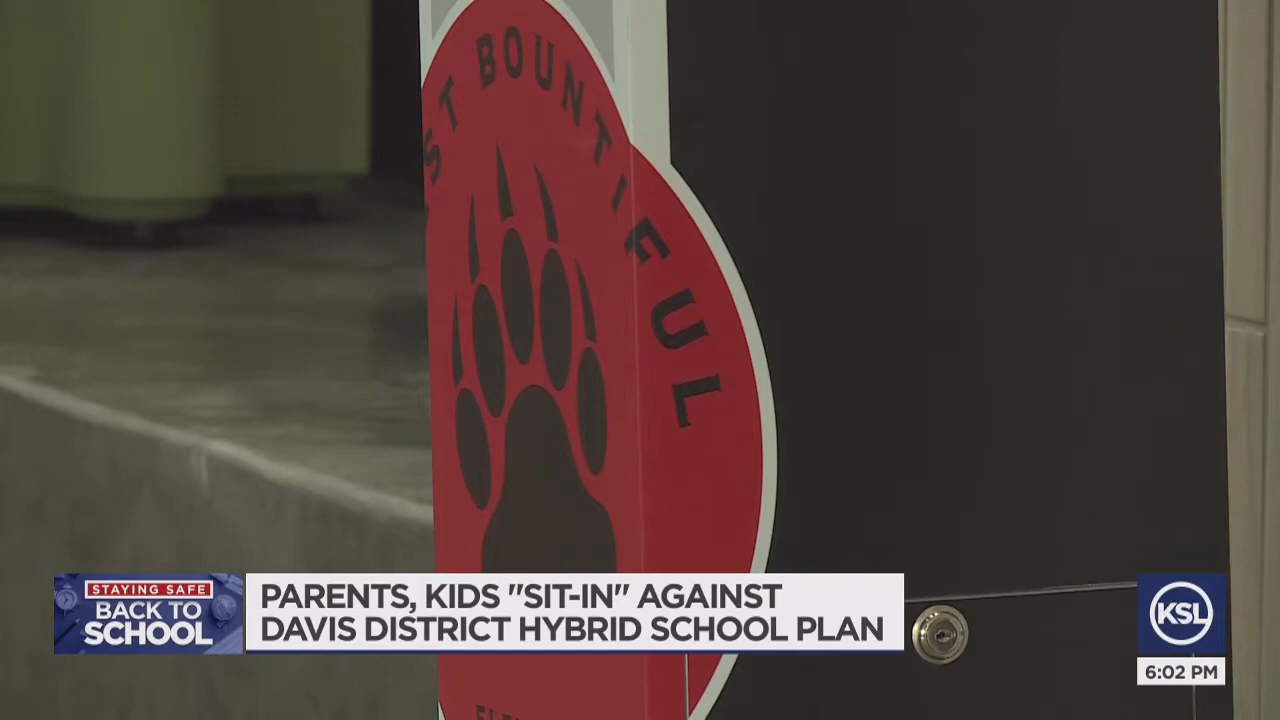 ST BOUNTIFUL
STAYING SAFE
BACK TO
SCHOOL
PARENTS, KIDS "SIT-IN" AGAINST
DAVIS DISTRICT HYBRID SCHOOL PLAN
KSL
6:02 PM